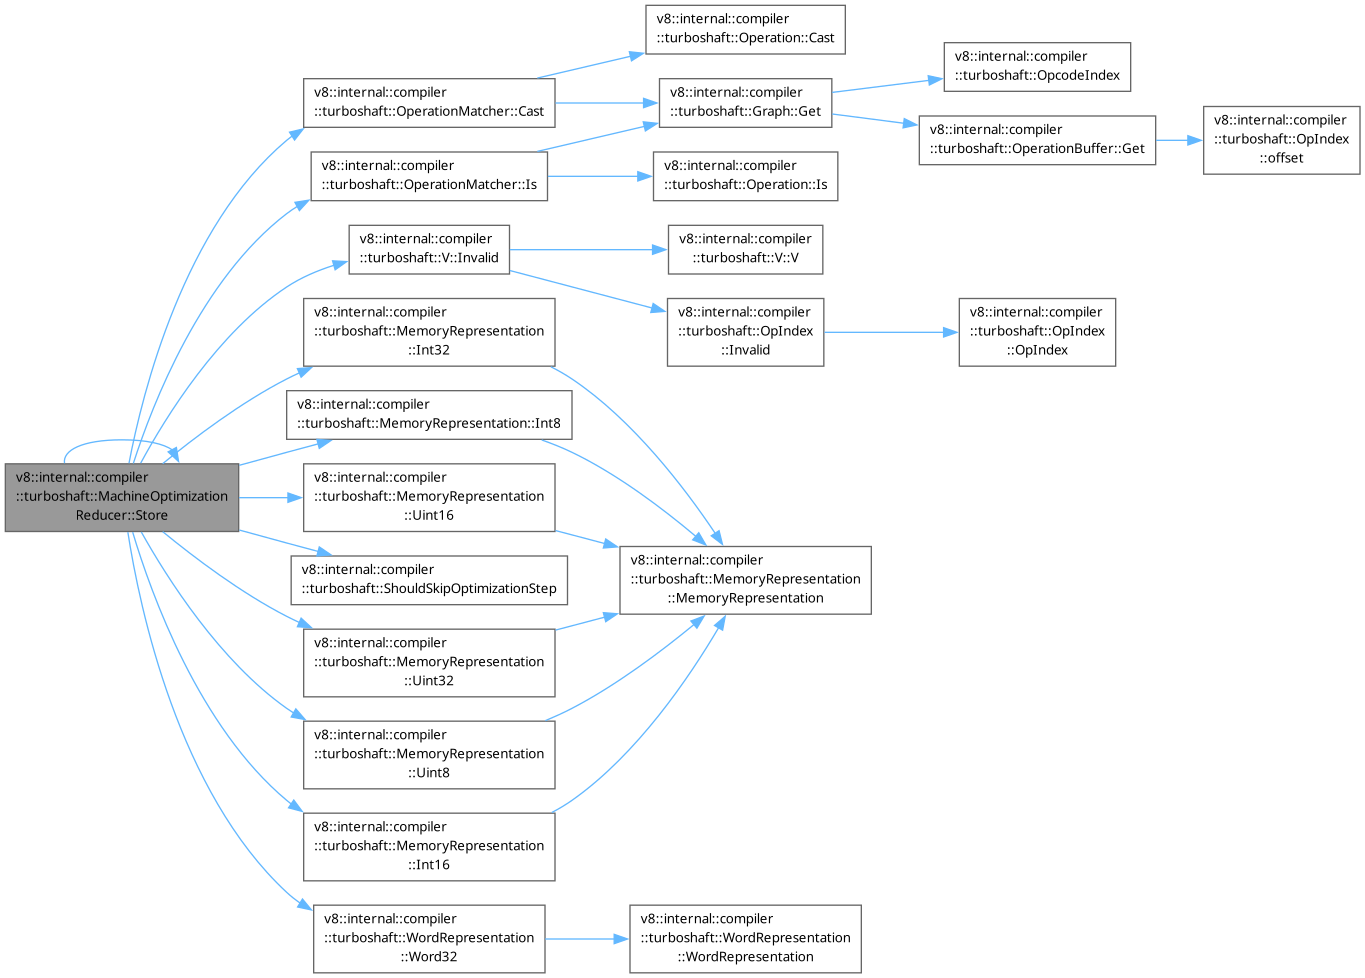 v8::internal::compiler
::turboshaft::MachineOptimization
Reducer::Store
v8::internal::compiler
::turboshaft::OperationMatcher::Cast
v8::internal::compiler
::turboshaft::OperationMatcher::Is
v8::internal::compiler
::turboshaft::V::Invalid
v8::internal::compiler
::turboshaft::MemoryRepresentation
::Int32
v8::internal::compiler
::turboshaft::MemoryRepresentation::Int8
v8::internal::compiler
::turboshaft::MemoryRepresentation
::Uint16
v8::internal::compiler
::turboshaft::ShouldSkipOptimizationStep
v8::internal::compiler
::turboshaft::MemoryRepresentation
::Uint32
v8::internal::compiler
::turboshaft::MemoryRepresentation
::Uint8
v8::internal::compiler
::turboshaft::MemoryRepresentation
::Int16
v8::internal::compiler
::turboshaft::WordRepresentation
::Word32
v8::internal::compiler
::turboshaft::Operation::Cast
v8::internal::compiler
::turboshaft::Graph::Get
v8::internal::compiler
::turboshaft::Operation::Is
v8::internal::compiler
::turboshaft::V::V
v8::internal::compiler
::turboshaft::OpIndex
::Invalid
v8::internal::compiler
::turboshaft::MemoryRepresentation
::MemoryRepresentation
v8::internal::compiler
::turboshaft::WordRepresentation
::WordRepresentation
v8::internal::compiler
::turboshaft::OpcodeIndex
v8::internal::compiler
::turboshaft::OperationBuffer::Get
v8::internal::compiler
::turboshaft::OpIndex
::OpIndex
v8::internal::compiler
::turboshaft::OpIndex
::offset